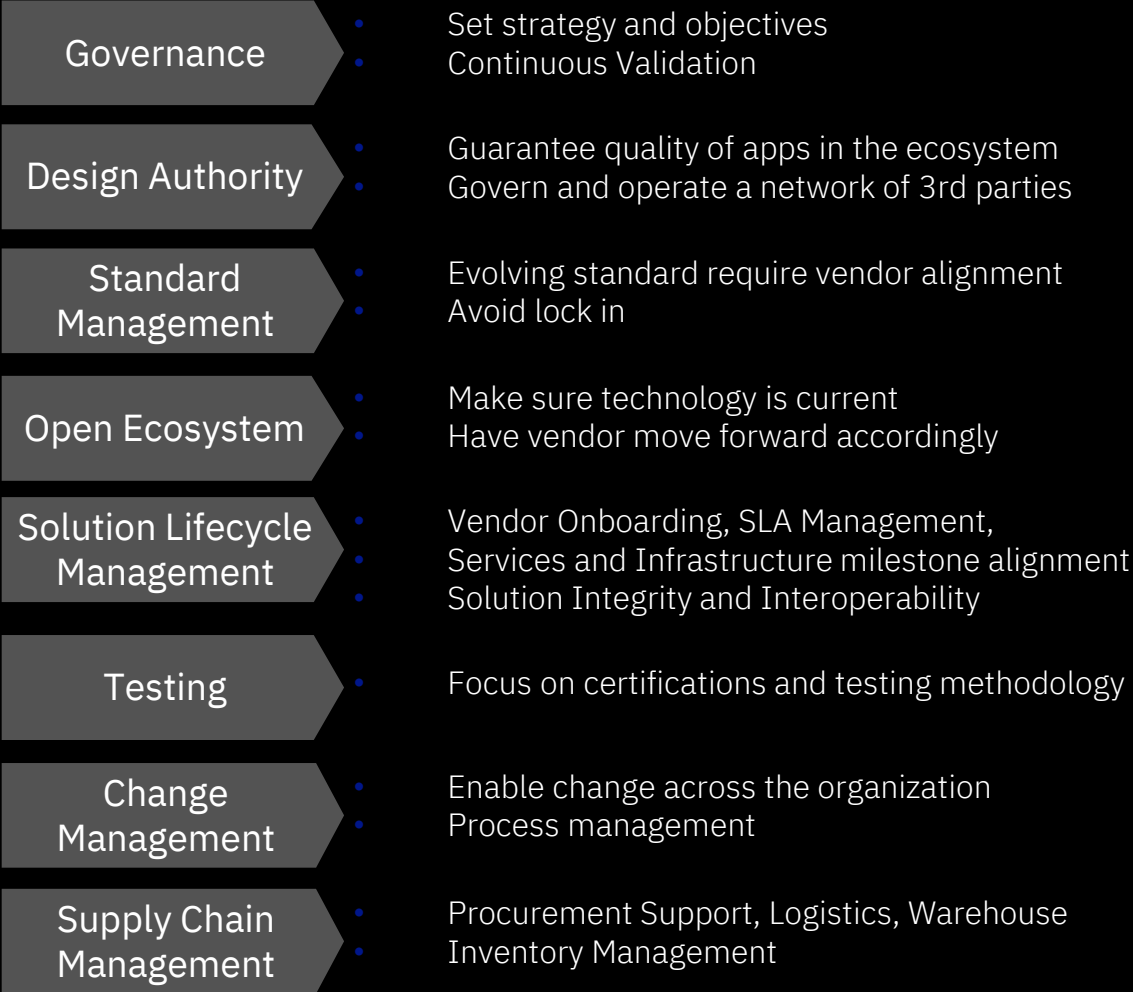 Governance
• Set strategy and objectives
• Continuous Validation
Design Authority
• Guarantee quality of apps in the ecosystem
• Govern and operate a network of 3rd parties
Standard
Management
• Evolving standard require vendor alignment
• Avoid lock in
Open Ecosystem
• Make sure technology is current
• Have vendor move forward accordingly
Solution Lifecycle
Management
• Vendor Onboarding, SLA Management,
• Services and Infrastructure milestone alignment
• Solution Integrity and Interoperability
Testing
• Focus on certifications and testing methodology
Change
Management
• Enable change across the organization
• Process management
Supply Chain
Management
• Procurement Support, Logistics, Warehouse
• Inventory Management